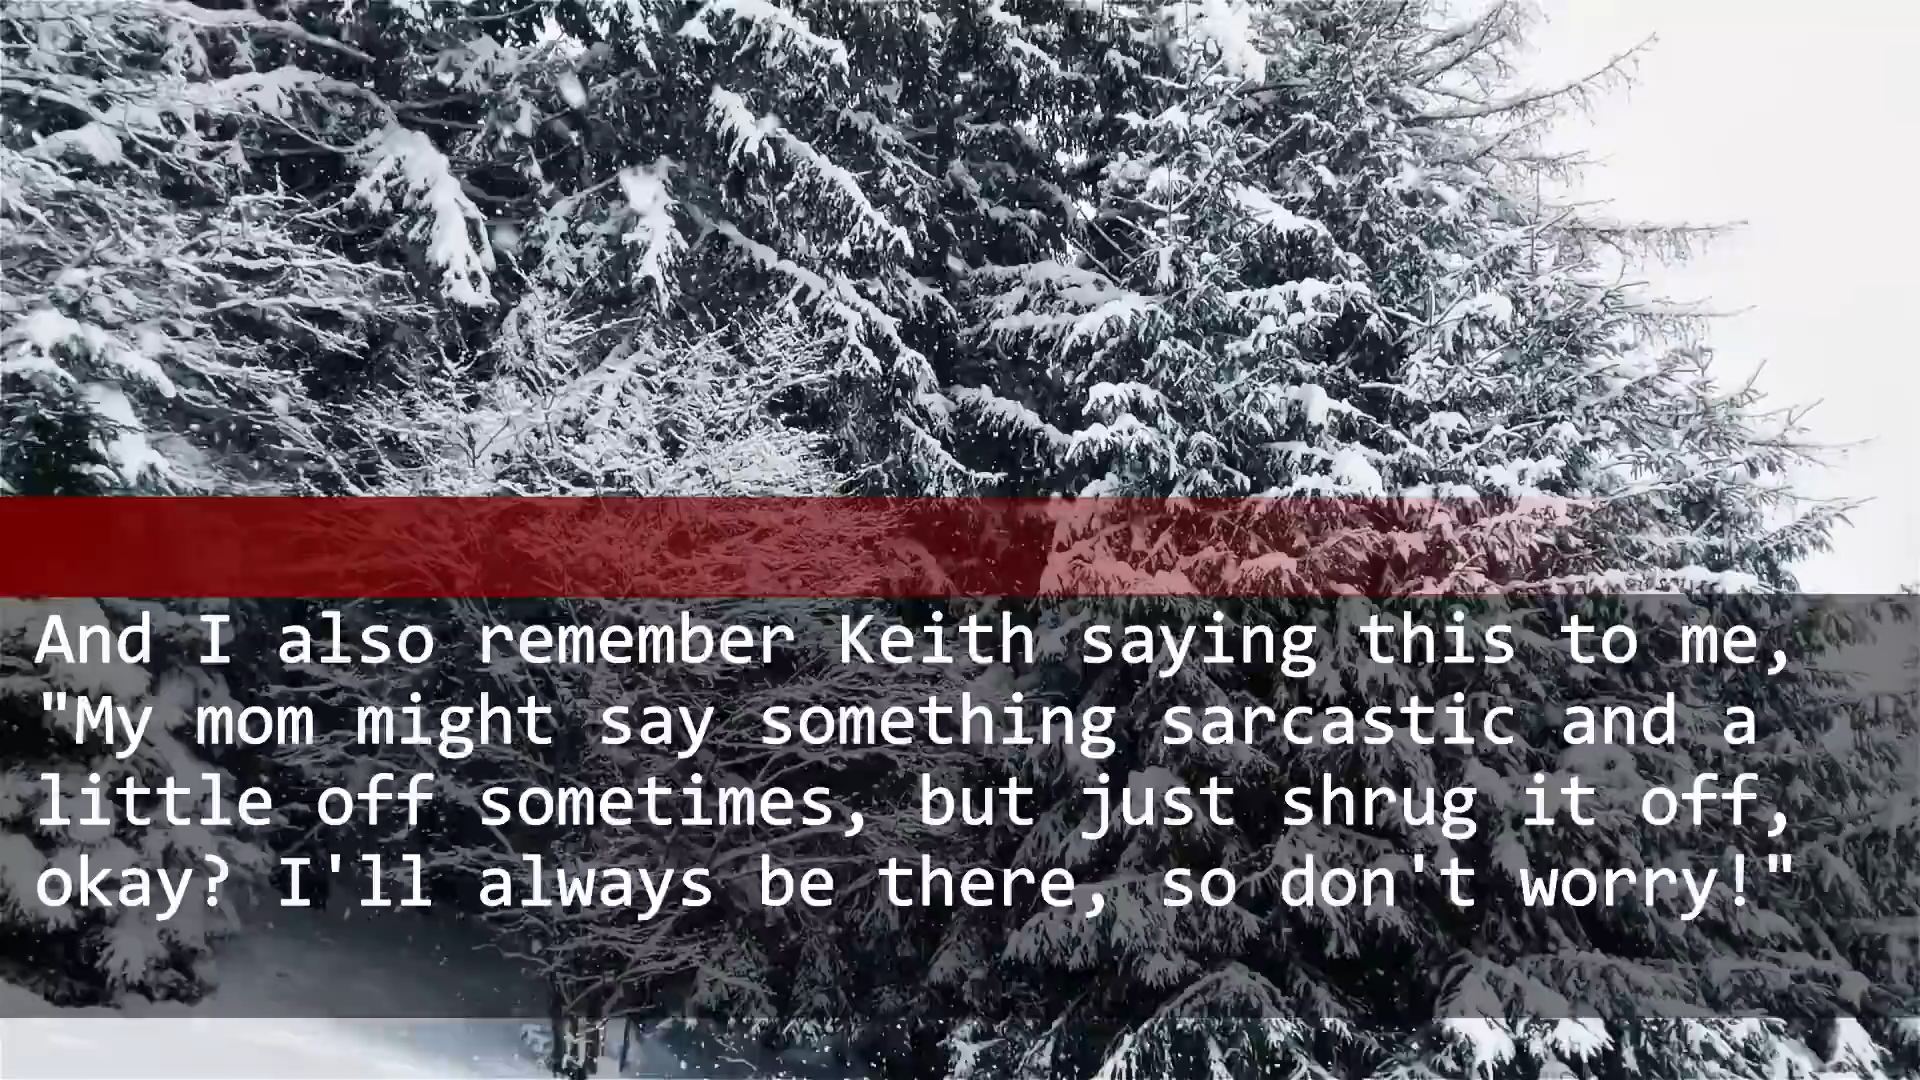 And I also remember Keith saying this to me,
"My mom might say something sarcastic and a
little off sometimes, but just shrug it off,
okay? I'll always be there, so don't worry!"